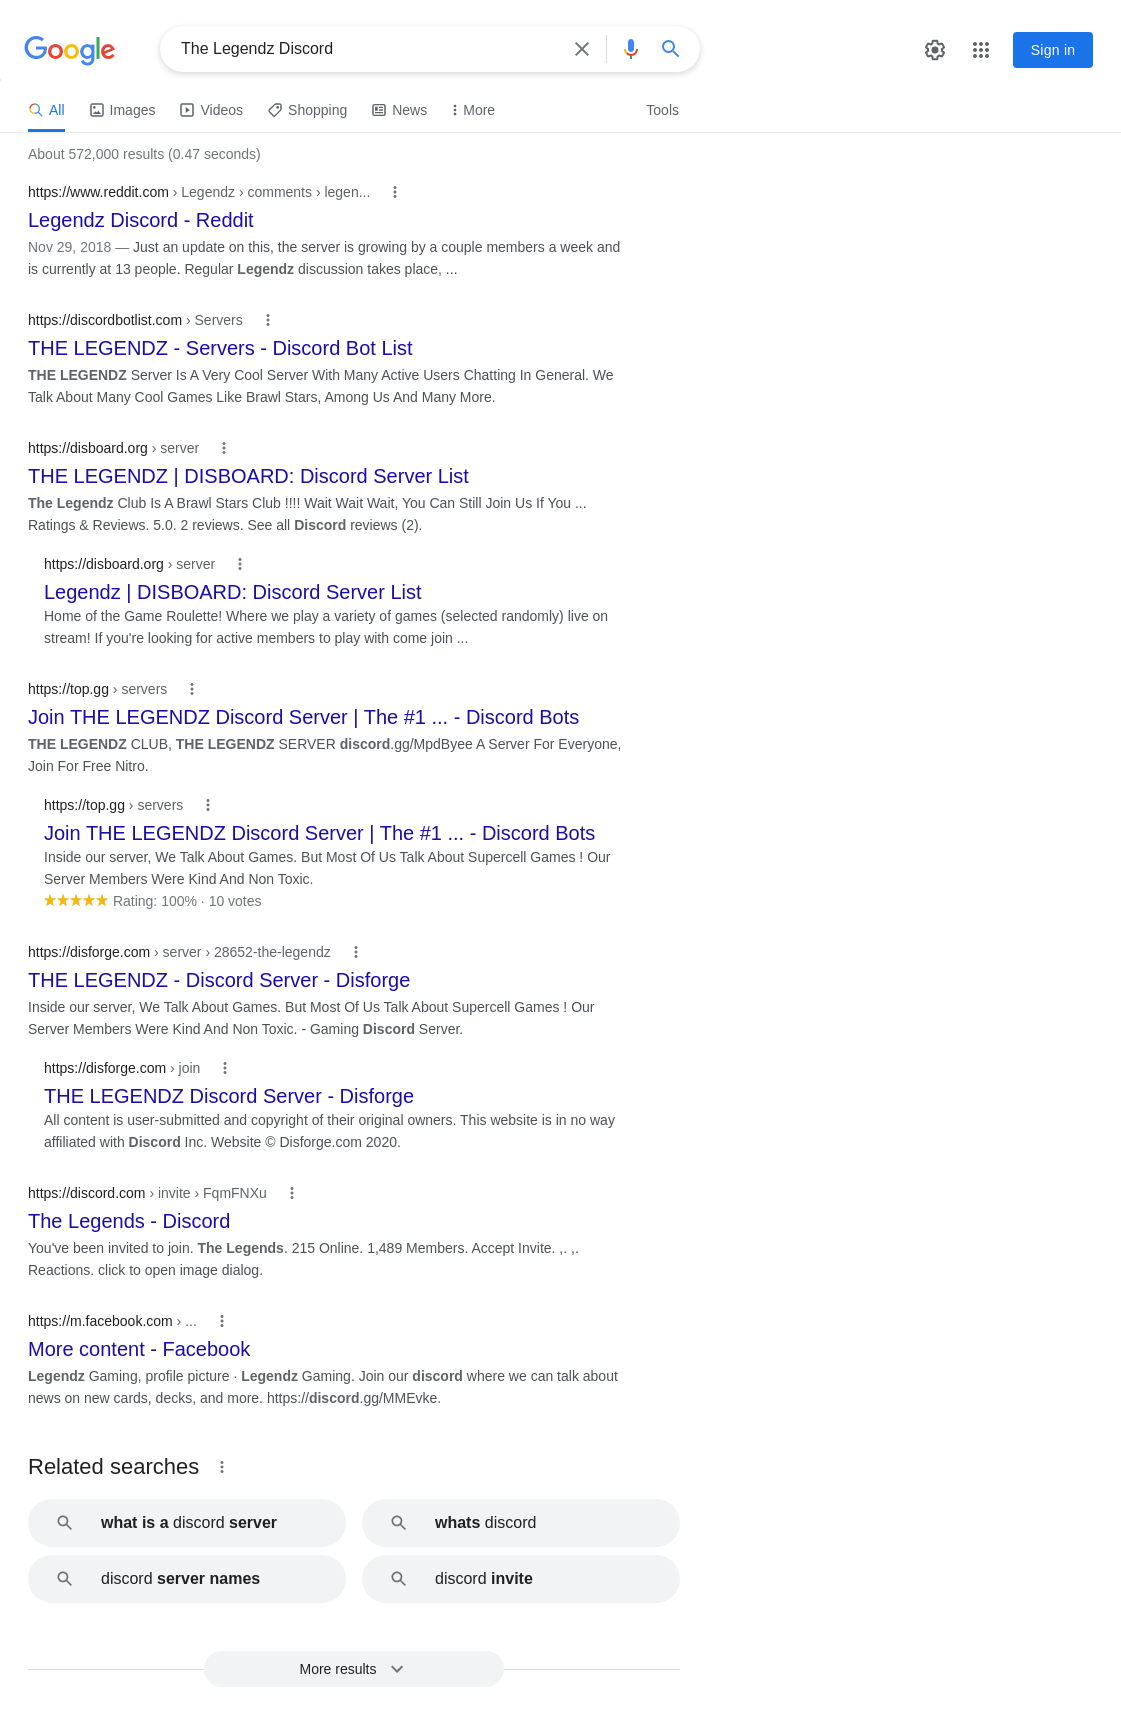 Google
The Legendz Discord
Sign in
All
Images
Videos
Shopping
News
More
Tools
About 572,000 results (0.47 seconds)
https://www.reddit.com › Legendz › comments › legen...
Legendz Discord - Reddit
Nov 29, 2018 — Just an update on this, the server is growing by a couple members a week and
is currently at 13 people. Regular Legendz discussion takes place, ...
https://discordbotlist.com › Servers
THE LEGENDZ - Servers - Discord Bot List
THE LEGENDZ Server Is A Very Cool Server With Many Active Users Chatting In General. We
Talk About Many Cool Games Like Brawl Stars, Among Us And Many More.
https://disboard.org › server
THE LEGENDZ | DISBOARD: Discord Server List
The Legendz Club Is A Brawl Stars Club !!!! Wait Wait Wait, You Can Still Join Us If You ...
Ratings & Reviews. 5.0. 2 reviews. See all Discord reviews (2).
https://disboard.org › server
Legendz | DISBOARD: Discord Server List
Home of the Game Roulette! Where we play a variety of games (selected randomly) live on
stream! If you're looking for active members to play with come join ...
https://top.gg › servers
Join THE LEGENDZ Discord Server | The #1 ... - Discord Bots
THE LEGENDZ CLUB, THE LEGENDZ SERVER discord.gg/MpdByee A Server For Everyone,
Join For Free Nitro.
https://top.gg › servers
Join THE LEGENDZ Discord Server | The #1 ... - Discord Bots
Inside our server, We Talk About Games. But Most Of Us Talk About Supercell Games ! Our
Server Members Were Kind And Non Toxic.
Rating: 100% · 10 votes
https://disforge.com › server › 28652-the-legendz
THE LEGENDZ - Discord Server - Disforge
Inside our server, We Talk About Games. But Most Of Us Talk About Supercell Games ! Our
Server Members Were Kind And Non Toxic. - Gaming Discord Server.
https://disforge.com › join
THE LEGENDZ Discord Server - Disforge
All content is user-submitted and copyright of their original owners. This website is in no way
affiliated with Discord Inc. Website © Disforge.com 2020.
https://discord.com › invite › FqmFNXu
The Legends - Discord
You've been invited to join. The Legends. 215 Online. 1,489 Members. Accept Invite. ,. ,.
Reactions. click to open image dialog.
https://m.facebook.com › ...
More content - Facebook
Legendz Gaming, profile picture · Legendz Gaming. Join our discord where we can talk about
news on new cards, decks, and more. https://discord.gg/MMEvke.
Related searches
what is a discord server
whats discord
discord server names
discord invite
More results